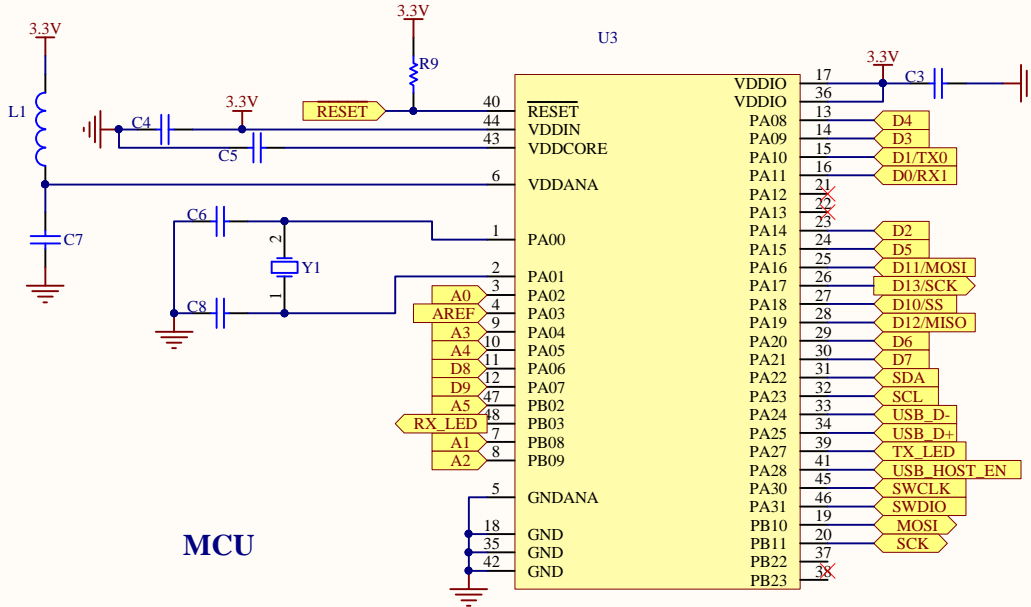 3.3V
3.3V
U3
R9
3.3V
C3
L1
3.3V
RESET
C4
C5
40 RESET
44 VDDIN
43 VDDCORE
6 VDDANA
C7
C6
2
Y1
1
C8
1 PA00
2 PA01
A0 3 PA02
AREF 4 PA03
A3 9 PA04
A4 10 PA05
D8 11 PA06
D9 12 PA07
A5 47 PB02
RX_LED 48 PB03
A1 7 PB08
A2 8 PB09
5 GNDANA
18 GND
35 GND
42 GND
VDDIO 17
VDDIO 36
PA08 13 D4
PA09 14 D3
PA10 15 D1/TX0
PA11 16 D0/RX1
PA12 21
PA13 22
PA14 23 D2
PA15 24 D5
PA16 25 D11/MOSI
PA17 26 D13/SCK
PA18 27 D10/SS
PA19 28 D12/MISO
PA20 29 D6
PA21 30 D7
PA22 31 SDA
PA23 32 SCL
PA24 33 USB_D-
PA25 34 USB_D+
PA27 39 TX_LED
PA28 41 USB_HOST_EN
PA30 45 SWCLK
PA31 46 SWDIO
PB10 19 MOSI
PB11 20 SCK
PB22 37
PB23 38
MCU